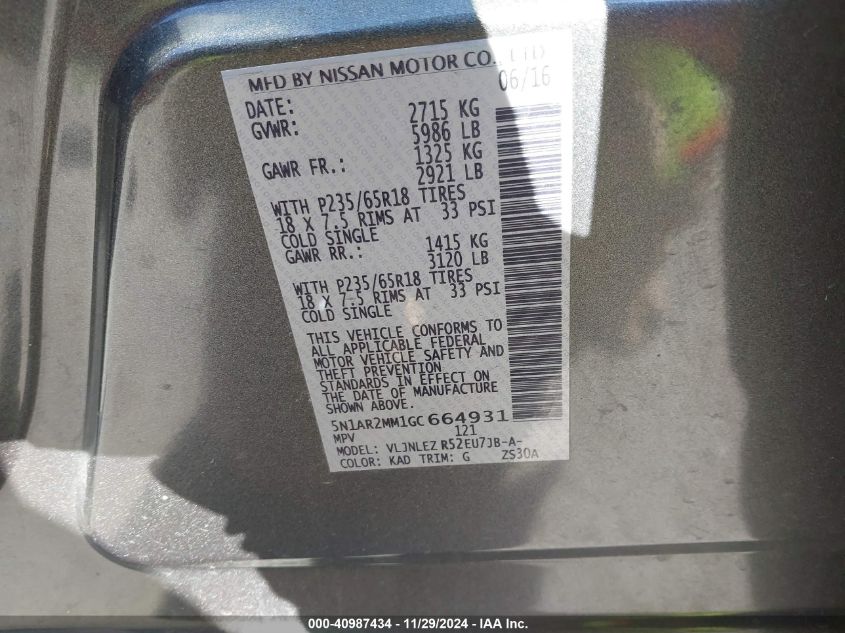 MFD BY NISSAN MOTOR CO., LTD
DATE: 06/16
GVWR: 2715 KG
5986 LB
GAWR FR.: 1325 KG
2921 LB
WITH P235/65R18 TIRES
18 X 7.5 RIMS AT 33 PSI
COLD SINGLE
GAWR RR.: 1415 KG
3120 LB
WITH P235/65R18 TIRES
18 X 7.5 RIMS AT 33 PSI
COLD SINGLE
THIS VEHICLE CONFORMS TO
ALL APPLICABLE FEDERAL
MOTOR VEHICLE SAFETY AND
THEFT PREVENTION
STANDARDS IN EFFECT ON
THE DATE OF MANUFACTURE
SHOWN ABOVE.
5N1AR2MM1GC664931
MPV 121
MODEL: VLJNLEZ R52EU7JB-A-
COLOR: KAD TRIM: G ZS30A
000-40987434 - 11/29/2024 - IAA Inc.